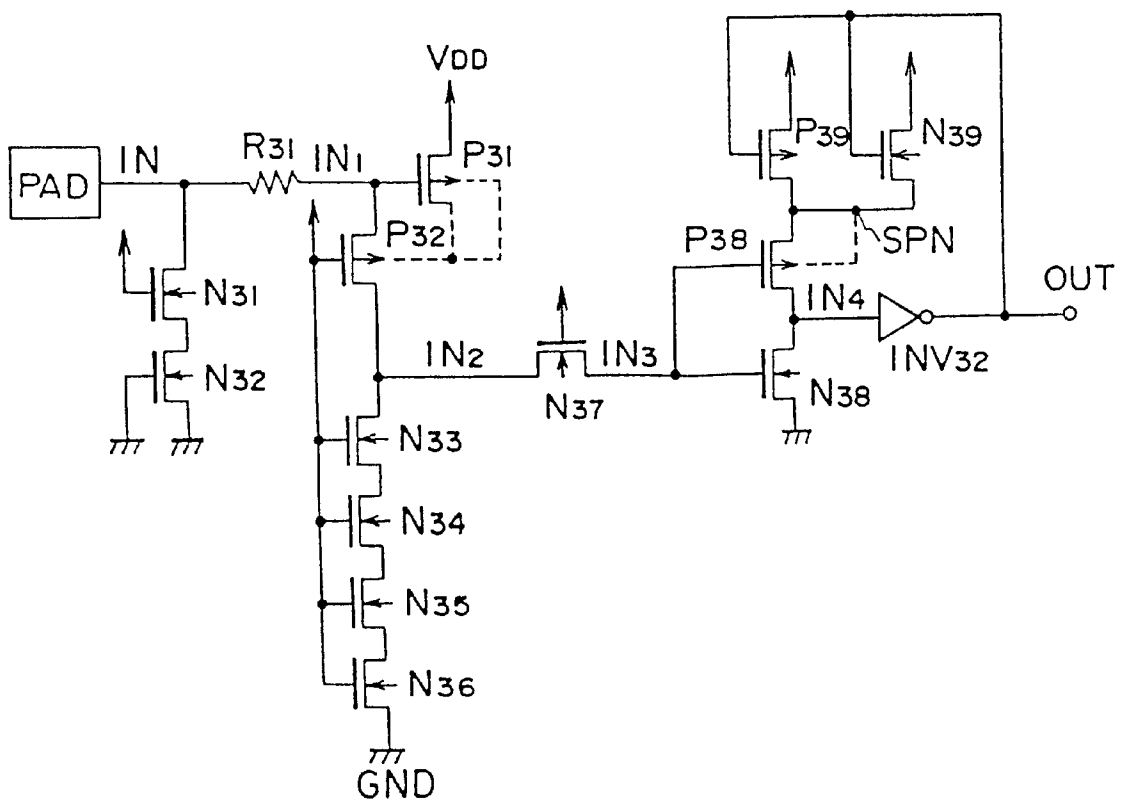 VDD
PAD
IN
R31
IN1
P31
P32
N31
N32
IN2
N37
IN3
N33
N34
N35
N36
GND
P39
N39
P38
SPN
IN4
INV32
N38
OUT